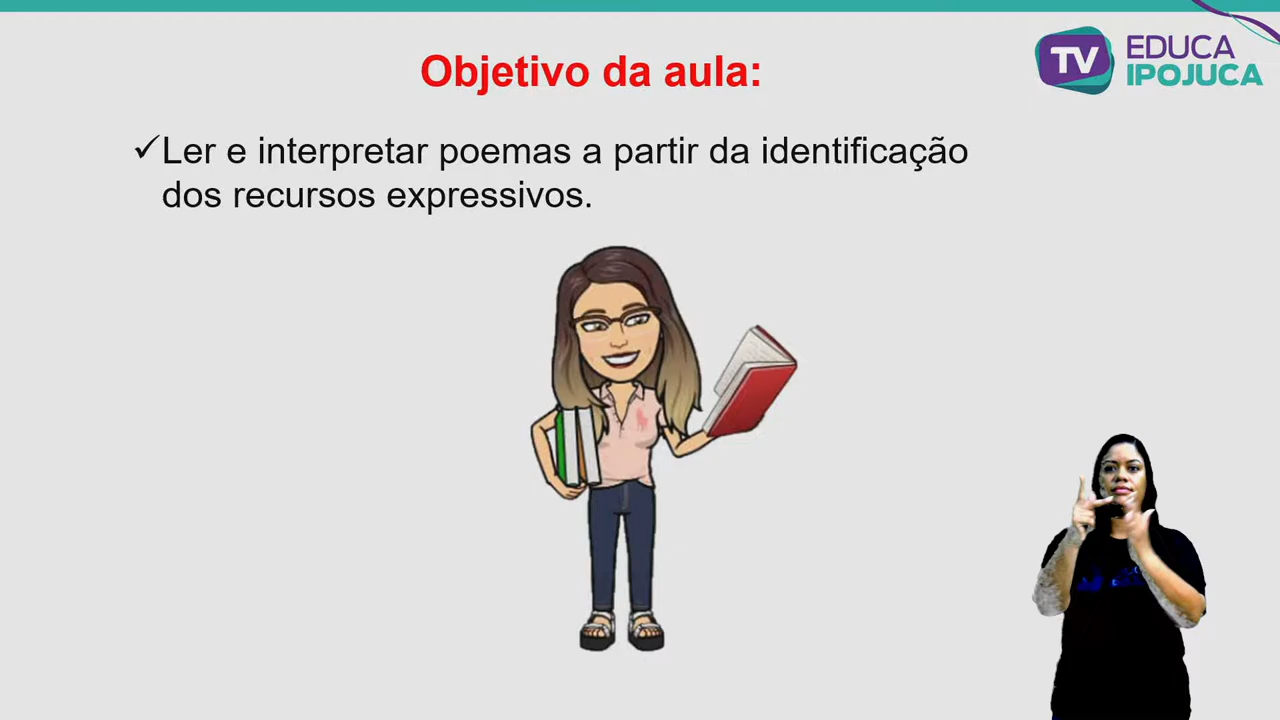 Objetivo da aula:
TV EDUCA
IPOJUCA
✓Ler e interpretar poemas a partir da identificação
dos recursos expressivos.